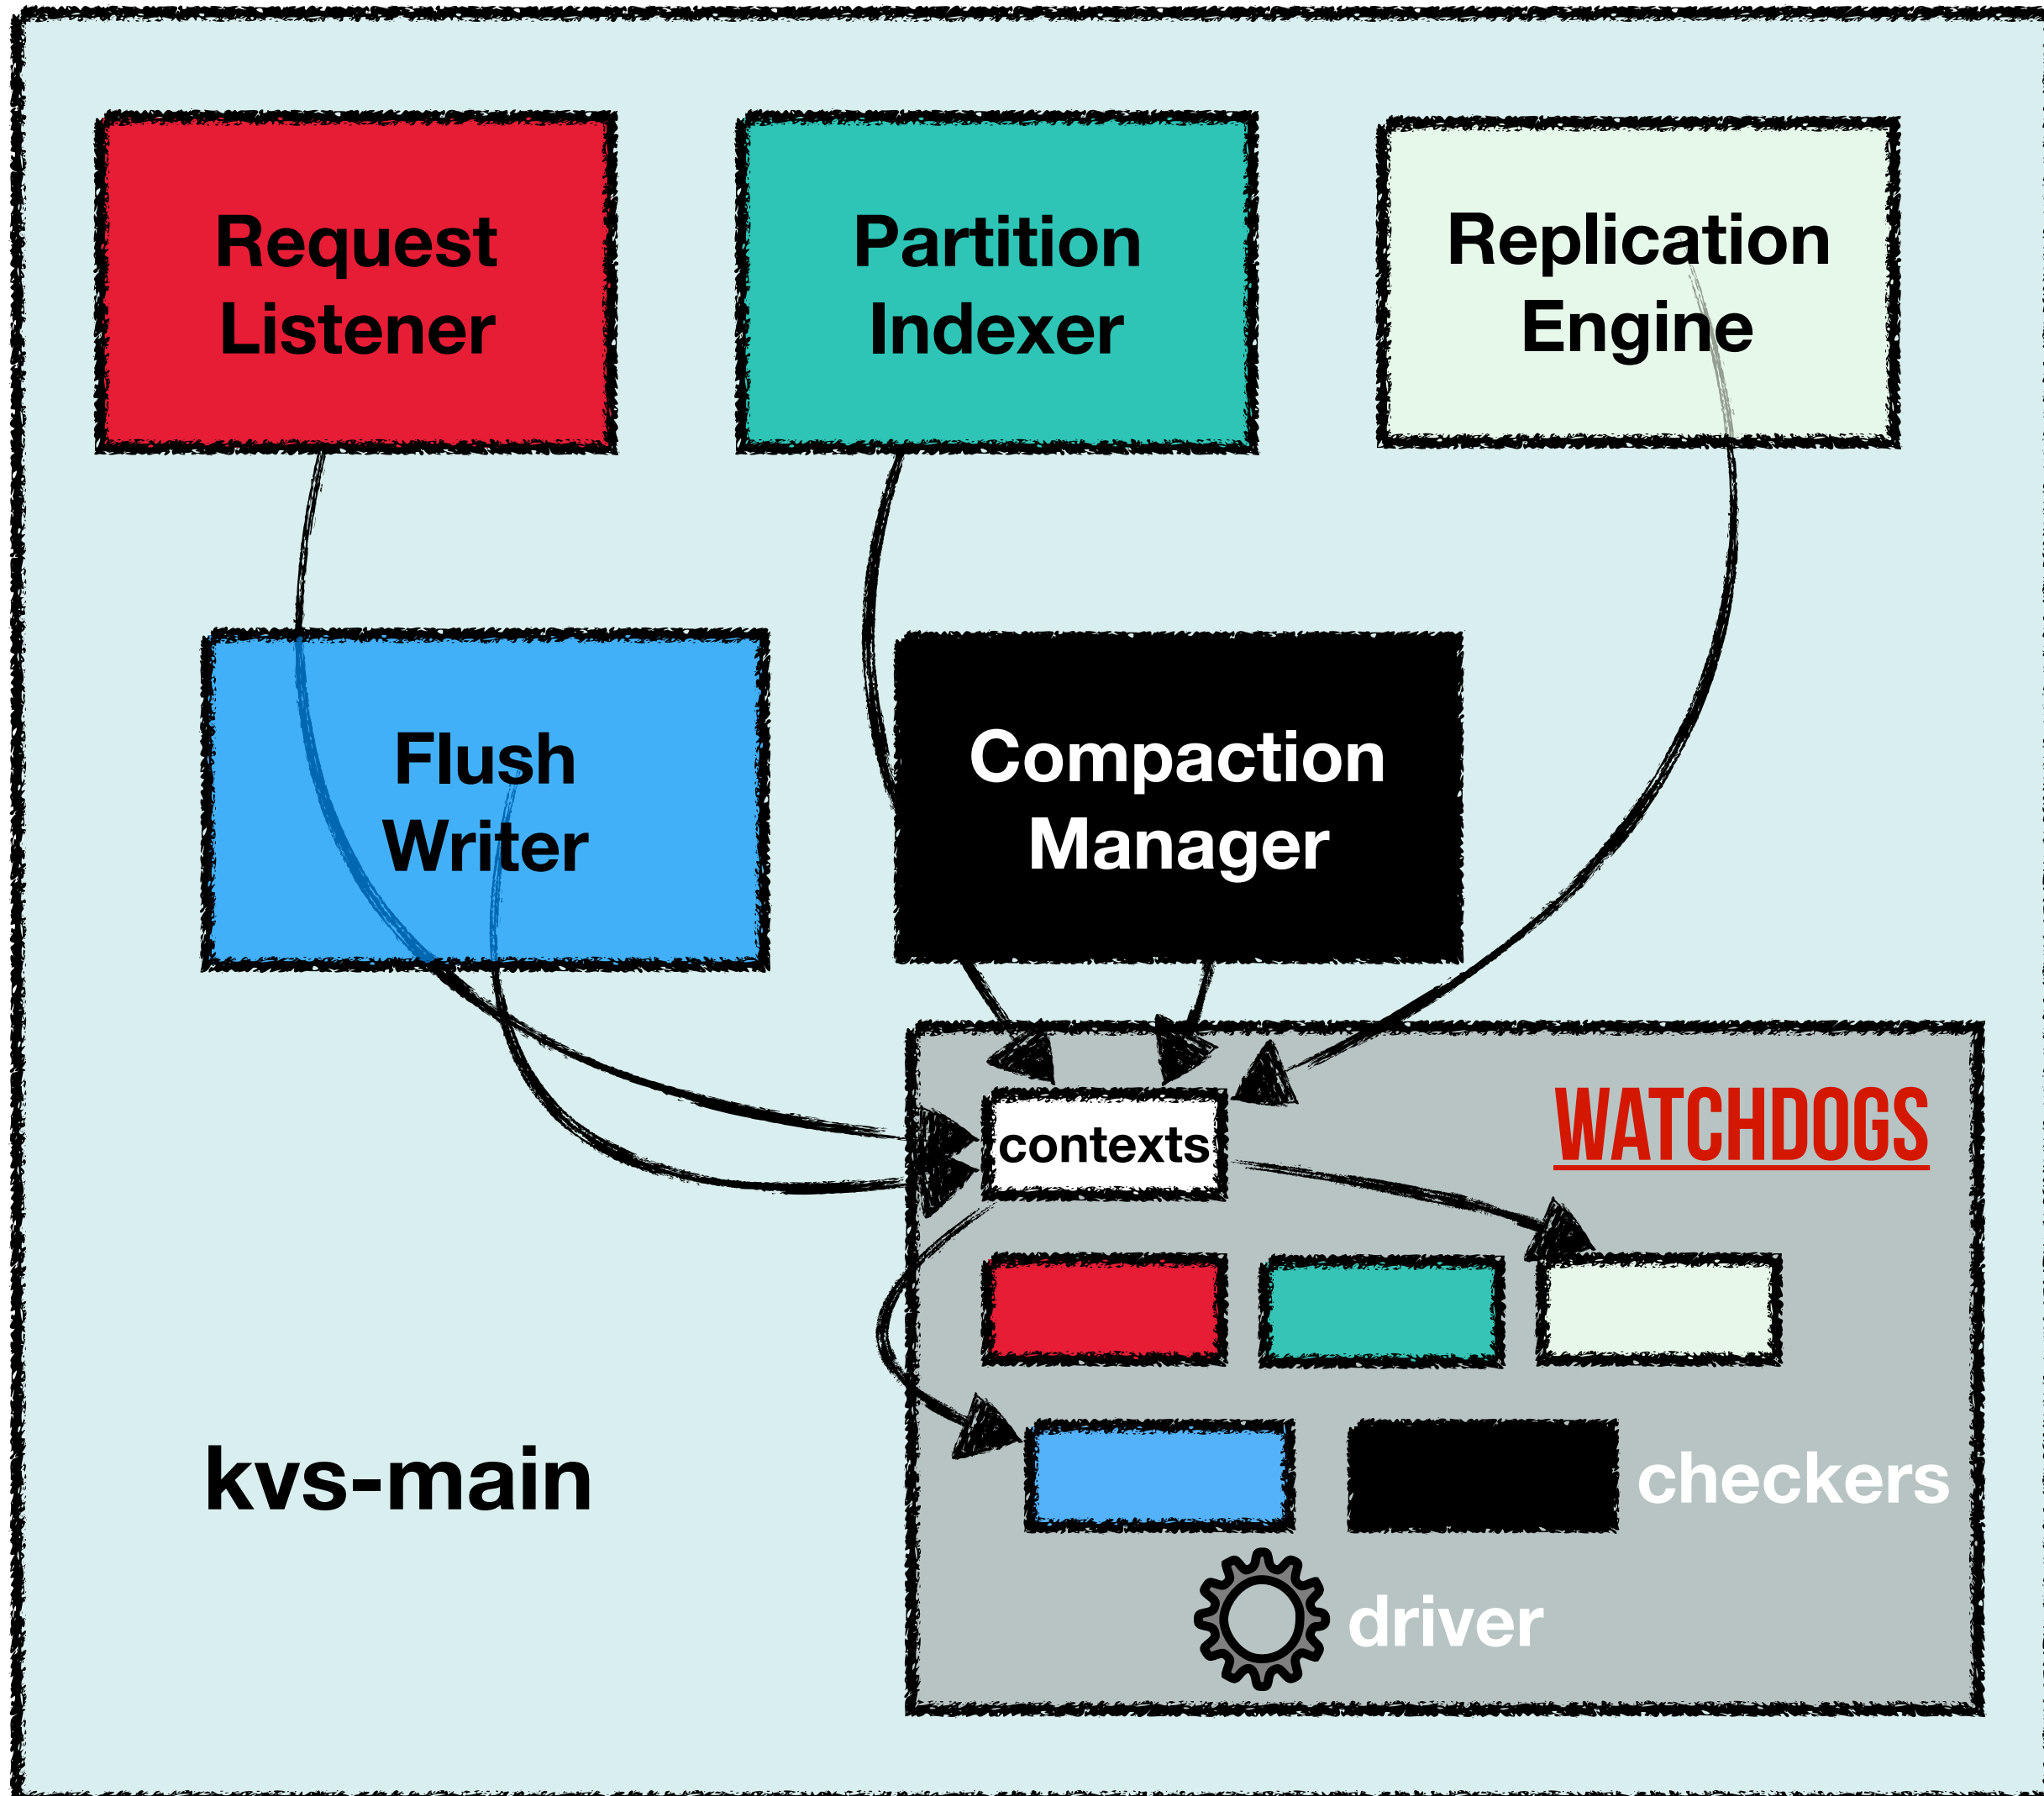 Request
Listener
Partition
Indexer
Replication
Engine
Flush
Writer
Compaction
Manager
contexts
WATCHDOGS
kvs-main
checkers
driver